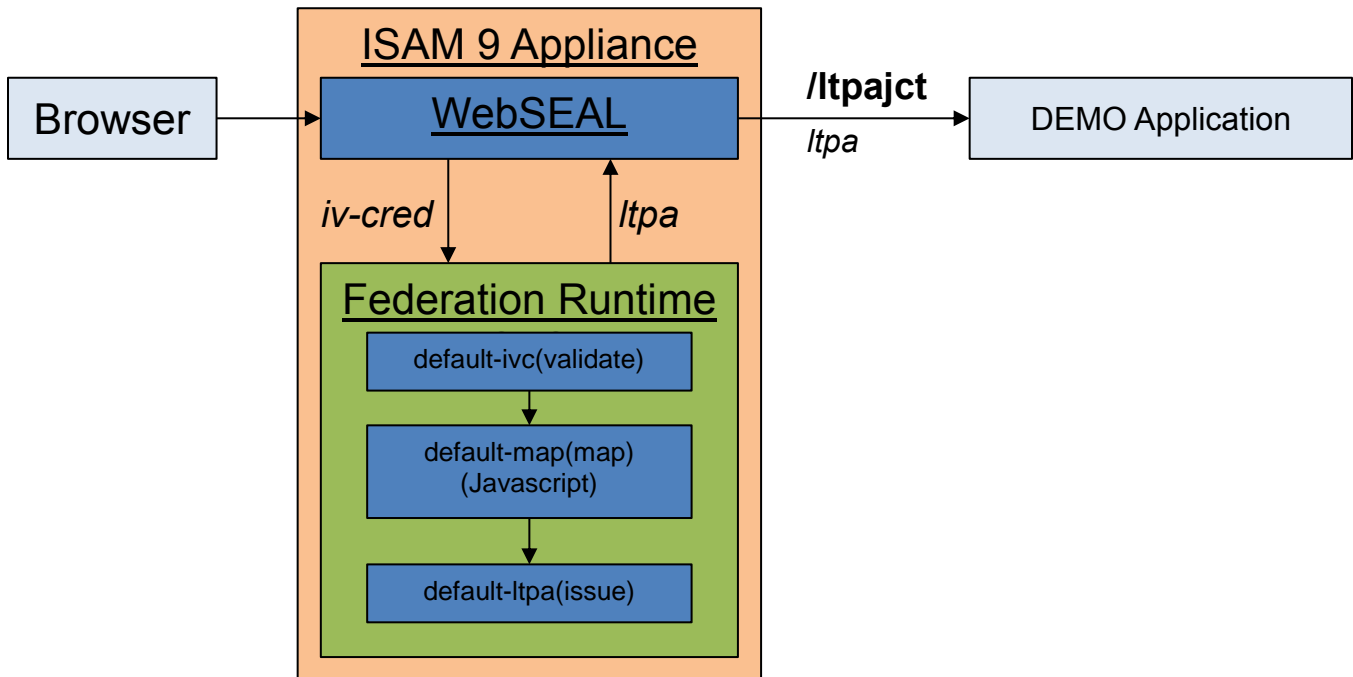 ISAM 9 Appliance
Browser
WebSEAL
/ltpajct
ltpa
DEMO Application
iv-cred
ltpa
Federation Runtime
default-ivc(validate)
default-map(map)
(Javascript)
default-ltpa(issue)